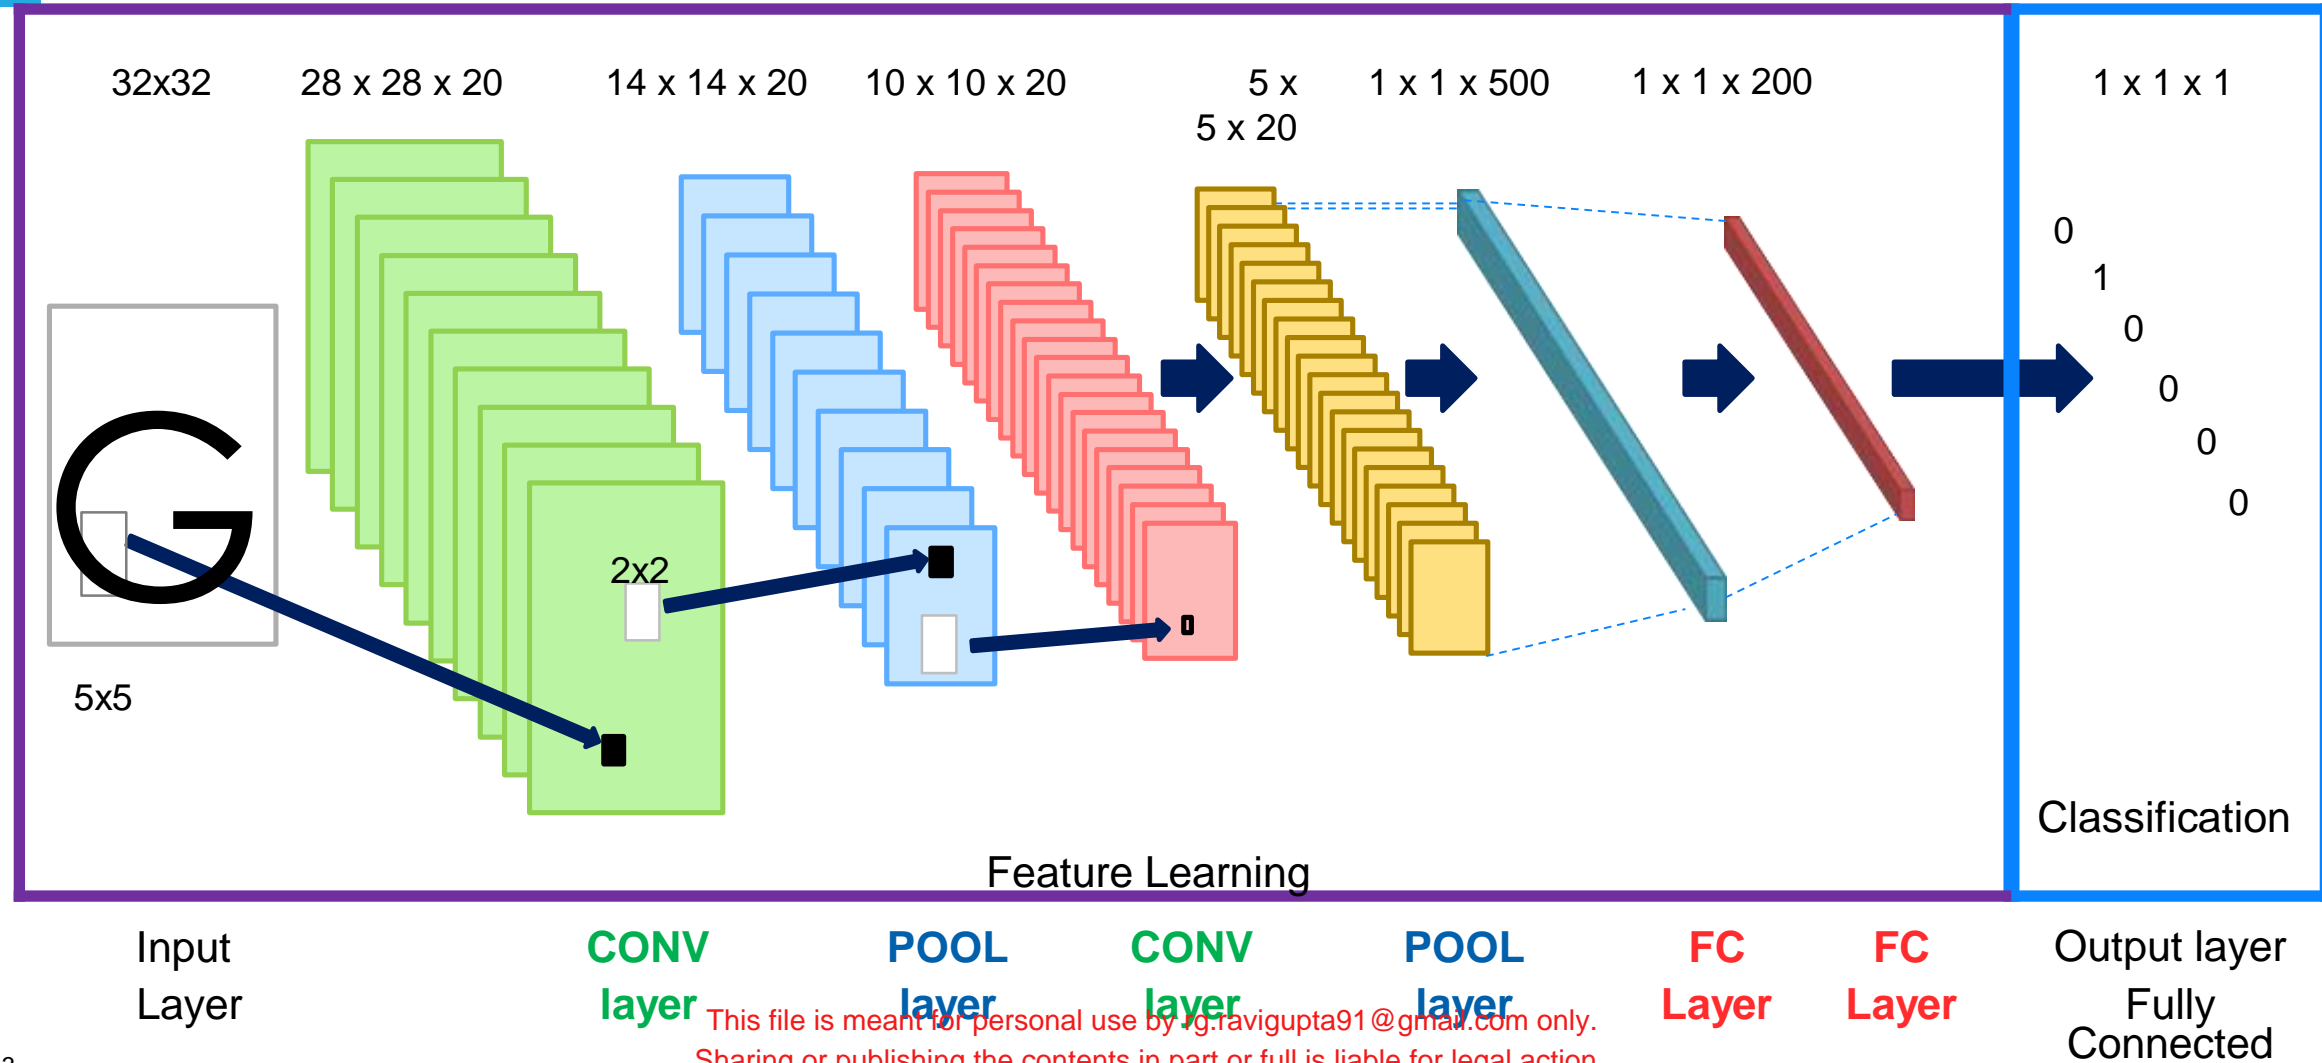 32x32
28 x 28 x 20
14 x 14 x 20
10 x 10 x 20
5 x
5 x 20
1 x 1 x 500
1 x 1 x 200
1 x 1 x 1
G
5x5
2x2
0
1
0
0
0
0
Classification
Feature Learning
Input
Layer
CONV
layer
POOL
layer
CONV
layer
POOL
layer
FC
Layer
FC
Layer
Output layer
Fully
Connected
This file is meant for personal use by rg.ravigupta91@gmail.com only.
Sharing or publishing the contents in part or full is liable for legal action